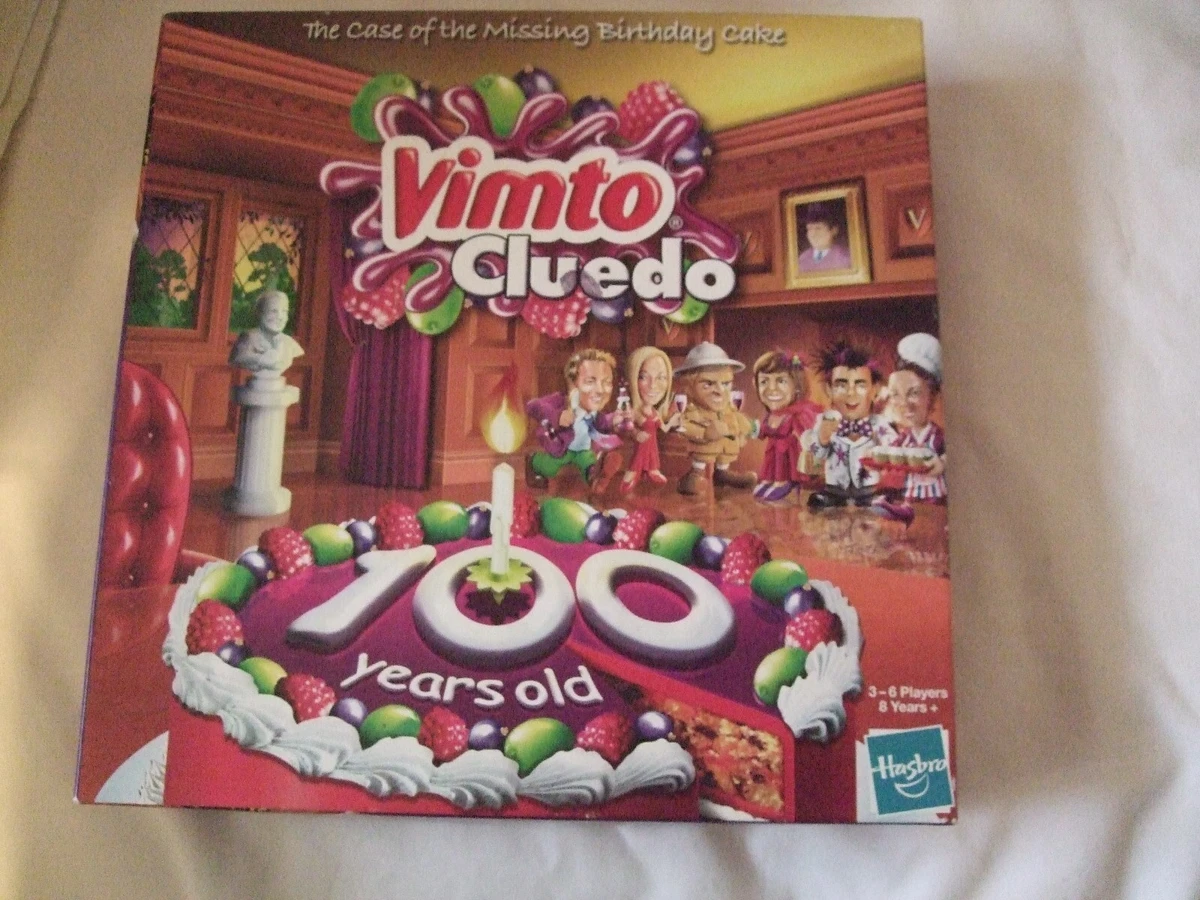 The Case of the Missing Birthday Cake
Vimto®
Cluedo
V
100
years old
3-6 Players
8 Years +
Hasbro